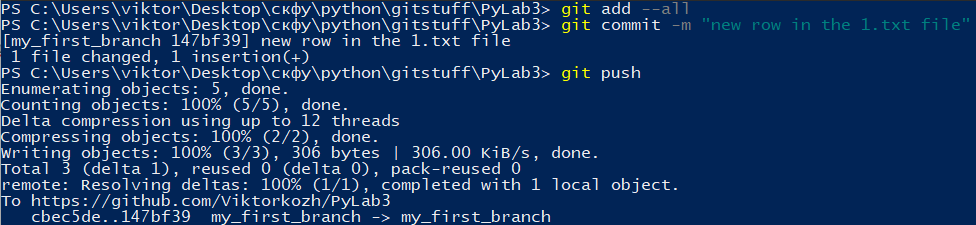 PS C:\Users\viktor\Desktop\скфу\python\gitstuff\PyLab3> git add --all
PS C:\Users\viktor\Desktop\скфу\python\gitstuff\PyLab3> git commit -m "new row in the 1.txt file"
[my_first_branch 147bf39] new row in the 1.txt file
 1 file changed, 1 insertion(+)
PS C:\Users\viktor\Desktop\скфу\python\gitstuff\PyLab3> git push
Enumerating objects: 5, done.
Counting objects: 100% (5/5), done.
Delta compression using up to 12 threads
Compressing objects: 100% (2/2), done.
Writing objects: 100% (3/3), 306 bytes | 306.00 KiB/s, done.
Total 3 (delta 1), reused 0 (delta 0), pack-reused 0
remote: Resolving deltas: 100% (1/1), completed with 1 local object.
To https://github.com/Viktorkozh/PyLab3
   cbec5de..147bf39  my_first_branch -> my_first_branch